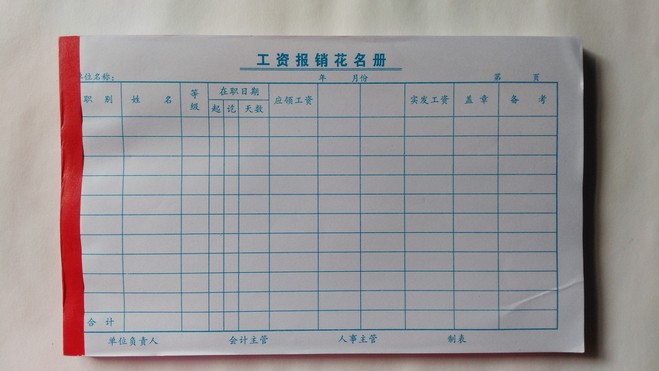 工资报销花名册
单位名称： 年 月份 第 页
职别 姓名 等级 在职日期 应领工资 实发工资 盖章 备考
起 讫 天数
合计
单位负责人 会计主管 人事主管 制表